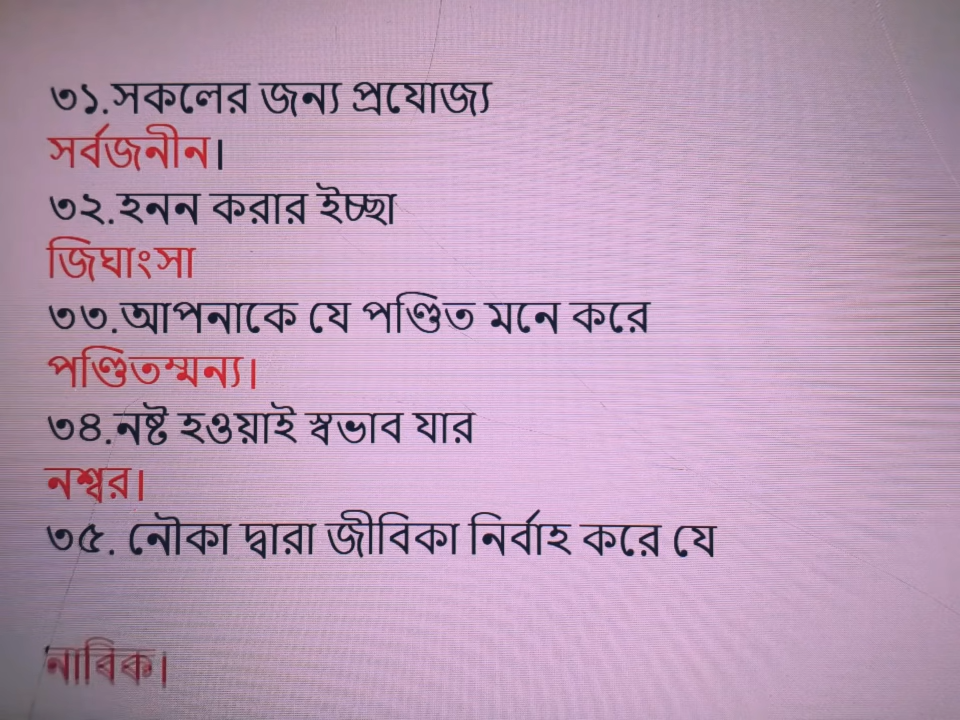 ৩১.সকলের জন্য প্রযোজ্য
সর্বজনীন।
৩২.হনন করার ইচ্ছা
জিঘাংসা
৩৩.আপনাকে যে পণ্ডিত মনে করে
পণ্ডিতম্মন্য।
৩৪.নষ্ট হওয়াই স্বভাব যার
নশ্বর।
৩৫. নৌকা দ্বারা জীবিকা নির্বাহ করে যে
নাবিক।